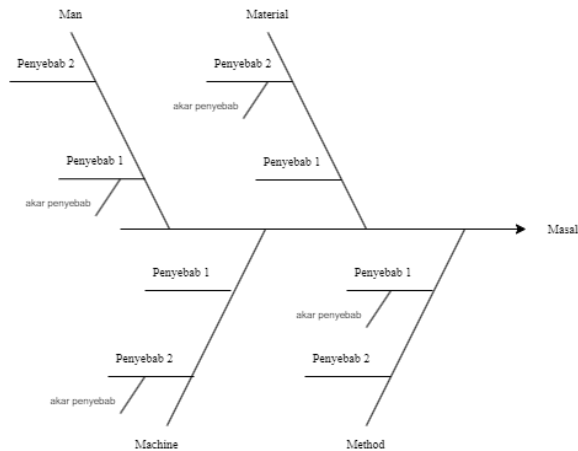 Man
Material
Penyebab 2
Penyebab 2
akar penyebab
Penyebab 1
Penyebab 1
akar penyebab
Masal
Penyebab 1
Penyebab 1
akar penyebab
Penyebab 2
Penyebab 2
akar penyebab
Machine
Method